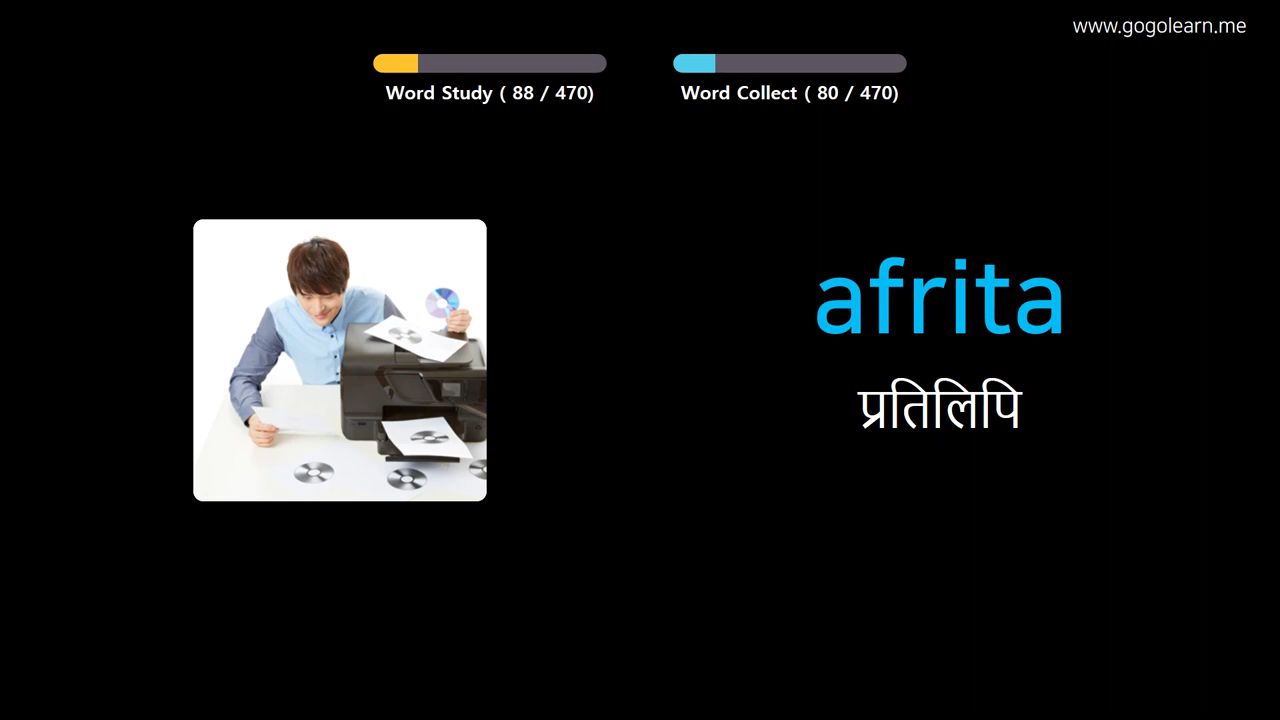 www.gogolearn.me
Word Study ( 88 / 470)
Word Collect ( 80 / 470)
afrita
प्रतिलिपि